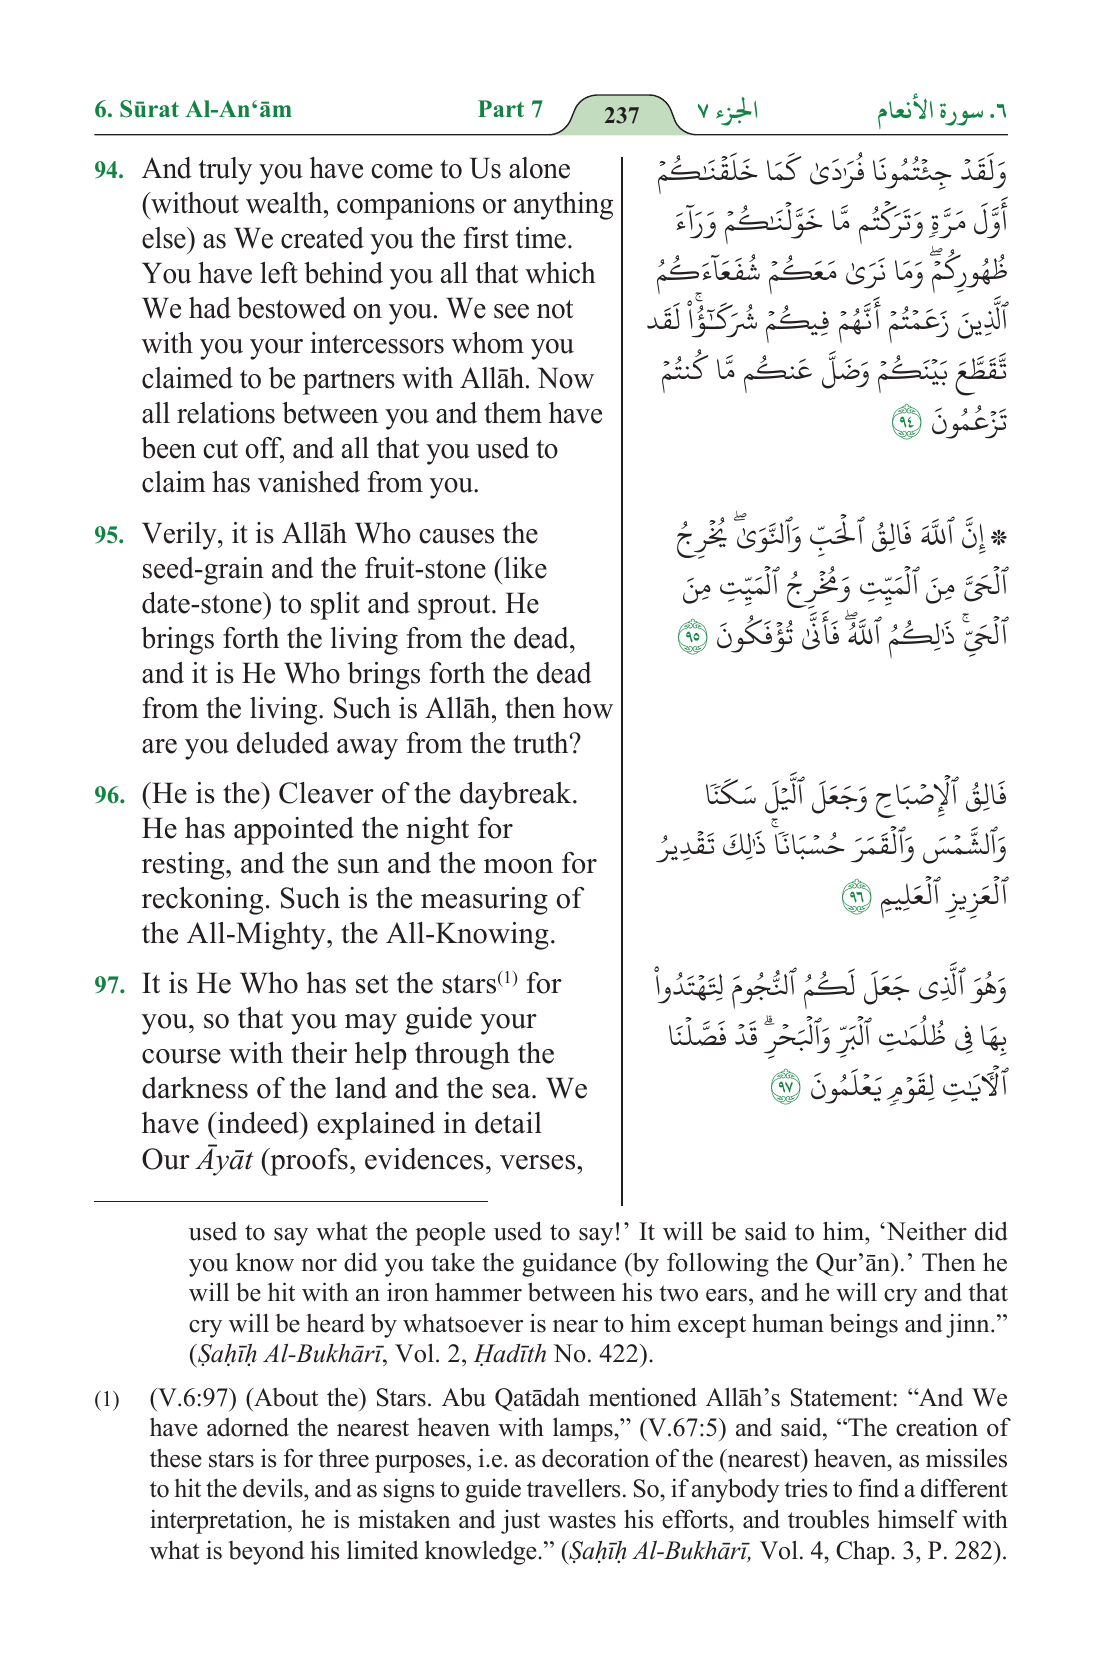 6. Sūrat Al-An‘ām Part 7 237 الجزء ٧ ٦. سورة الأنعام
94. And truly you have come to Us alone
(without wealth, companions or anything
else) as We created you the first time.
You have left behind you all that which
We had bestowed on you. We see not
with you your intercessors whom you
claimed to be partners with Allāh. Now
all relations between you and them have
been cut off, and all that you used to
claim has vanished from you.
وَلَقَدۡ جِئۡتُمُونَا فُرَٰدَىٰ كَمَا خَلَقۡنَٰكُمۡ
أَوَّلَ مَرَّةٖ وَتَرَكۡتُم مَّا خَوَّلۡنَٰكُمۡ وَرَآءَ
ظُهُورِكُمۡۖ وَمَا نَرَىٰ مَعَكُمۡ شُفَعَآءَكُمُ
ٱلَّذِينَ زَعَمۡتُمۡ أَنَّهُمۡ فِيكُمۡ شُرَكَٰٓؤُاْۚ لَقَد
تَّقَطَّعَ بَيۡنَكُمۡ وَضَلَّ عَنكُم مَّا كُنتُمۡ
تَزۡعُمُونَ ٩٤
95. Verily, it is Allāh Who causes the
seed-grain and the fruit-stone (like
date-stone) to split and sprout. He
brings forth the living from the dead,
and it is He Who brings forth the dead
from the living. Such is Allāh, then how
are you deluded away from the truth?
۞ إِنَّ ٱللَّهَ فَالِقُ ٱلۡحَبِّ وَٱلنَّوَىٰۖ يُخۡرِجُ
ٱلۡحَيَّ مِنَ ٱلۡمَيِّتِ وَمُخۡرِجُ ٱلۡمَيِّتِ مِنَ
ٱلۡحَيِّۚ ذَٰلِكُمُ ٱللَّهُۖ فَأَنَّىٰ تُؤۡفَكُونَ ٩٥
96. (He is the) Cleaver of the daybreak.
He has appointed the night for
resting, and the sun and the moon for
reckoning. Such is the measuring of
the All-Mighty, the All-Knowing.
فَالِقُ ٱلۡإِصۡبَاحِ وَجَعَلَ ٱلَّيۡلَ سَكَنٗا
وَٱلشَّمۡسَ وَٱلۡقَمَرَ حُسۡبَانٗاۚ ذَٰلِكَ تَقۡدِيرُ
ٱلۡعَزِيزِ ٱلۡعَلِيمِ ٩٦
97. It is He Who has set the stars(1) for
you, so that you may guide your
course with their help through the
darkness of the land and the sea. We
have (indeed) explained in detail
Our Āyāt (proofs, evidences, verses,
وَهُوَ ٱلَّذِي جَعَلَ لَكُمُ ٱلنُّجُومَ لِتَهۡتَدُواْ
بِهَا فِي ظُلُمَٰتِ ٱلۡبَرِّ وَٱلۡبَحۡرِۗ قَدۡ فَصَّلۡنَا
ٱلۡأٓيَٰتِ لِقَوۡمٖ يَعۡلَمُونَ ٩٧
used to say what the people used to say!’ It will be said to him, ‘Neither did
you know nor did you take the guidance (by following the Qur’ān).’ Then he
will be hit with an iron hammer between his two ears, and he will cry and that
cry will be heard by whatsoever is near to him except human beings and jinn.”
(Ṣaḥīḥ Al-Bukhārī, Vol. 2, Ḥadīth No. 422).
(1) (V.6:97) (About the) Stars. Abu Qatādah mentioned Allāh’s Statement: “And We
have adorned the nearest heaven with lamps,” (V.67:5) and said, “The creation of
these stars is for three purposes, i.e. as decoration of the (nearest) heaven, as missiles
to hit the devils, and as signs to guide travellers. So, if anybody tries to find a different
interpretation, he is mistaken and just wastes his efforts, and troubles himself with
what is beyond his limited knowledge.” (Ṣaḥīḥ Al-Bukhārī, Vol. 4, Chap. 3, P. 282).